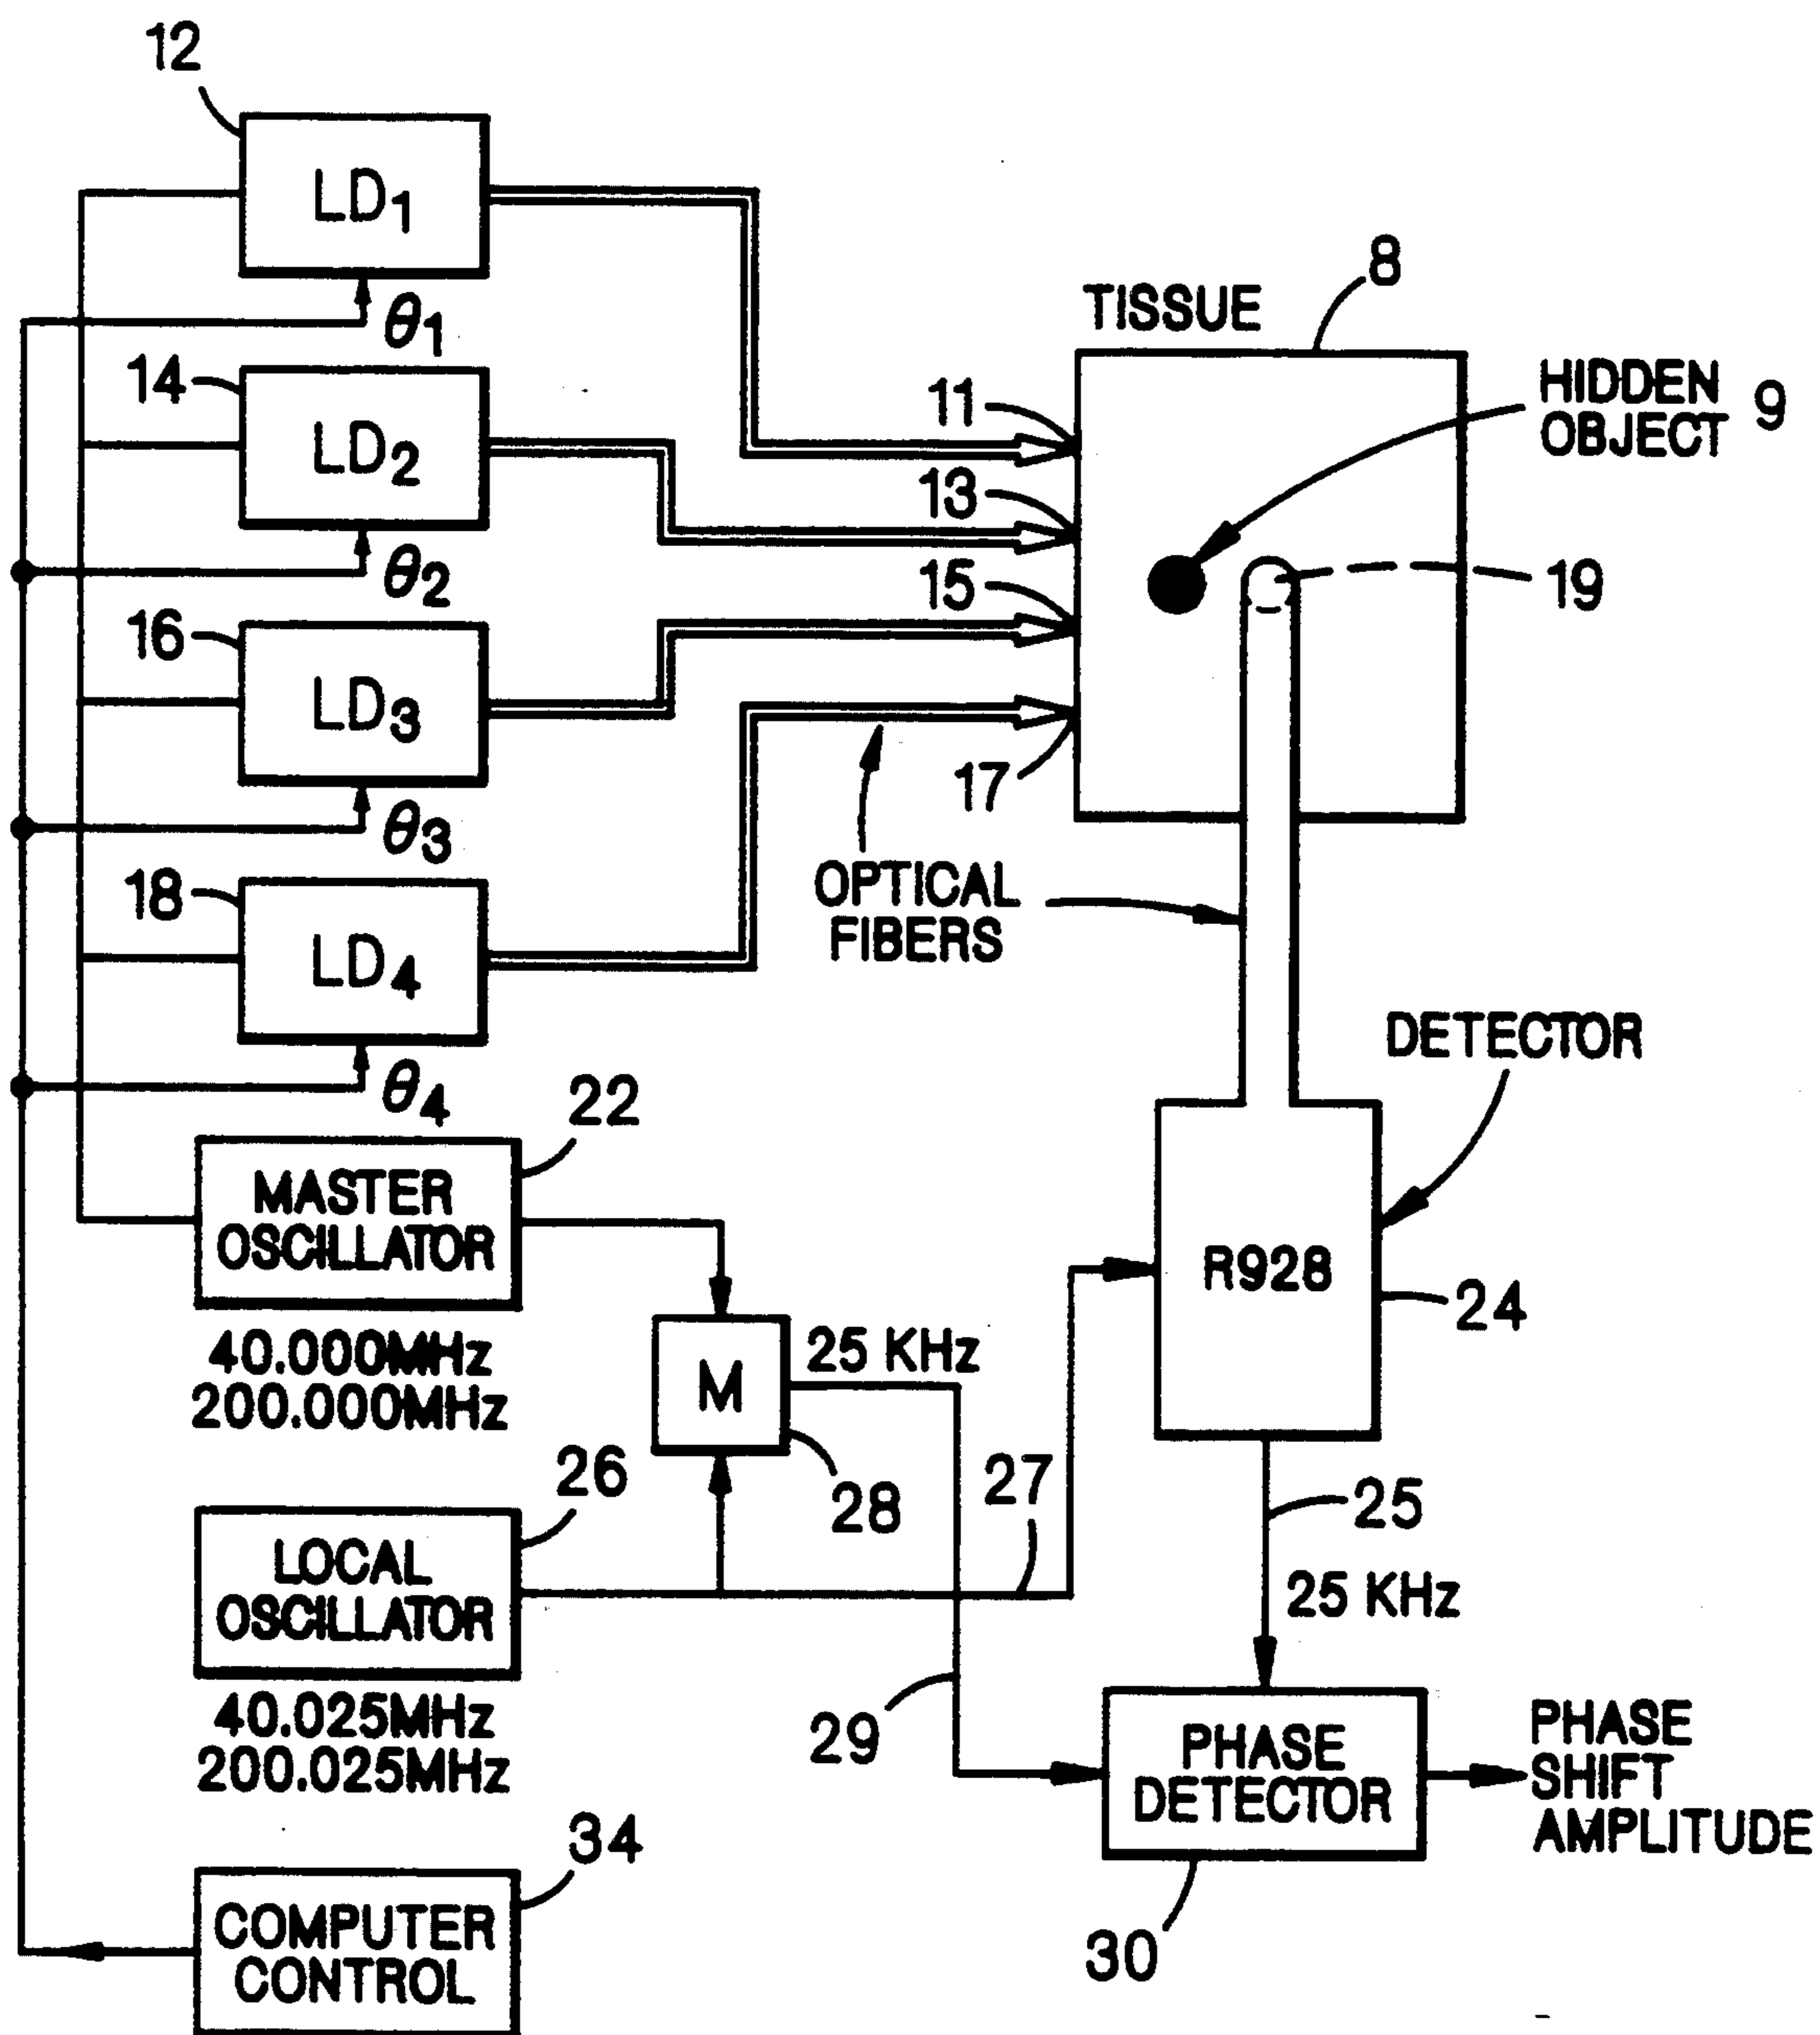 12
LD1
θ1
14
LD2
θ2
16
LD3
θ3
18
LD4
θ4
TISSUE
8
HIDDEN
OBJECT 9
11
13
15
17
19
OPTICAL
FIBERS
DETECTOR
22
MASTER
OSCILLATOR
40.000MHz
200.000MHz
M
25 KHz
28
R928
24
26
LOCAL
OSCILLATOR
40.025MHz
200.025MHz
27
25
25 KHz
29
PHASE
DETECTOR
30
PHASE
SHIFT
AMPLITUDE
34
COMPUTER
CONTROL